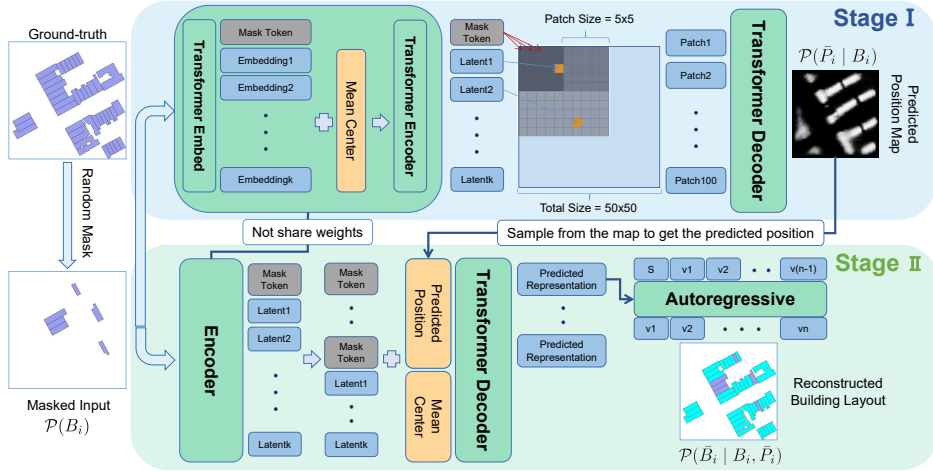 Ground-truth
Random Mask
Masked Input
P(B_i)
Stage I
Transformer Embed
Mask Token
Embedding1
Embedding2
Embeddingk
Mean Center
Transformer Encoder
Mask
Token
Latent1
Latent2
Latentk
Patch Size = 5x5
Total Size = 50x50
Patch1
Patch2
Patch100
Transformer Decoder
P(P̄_i | B_i)
Predicted
Position Map
Not share weights
Sample from the map to get the predicted position
Stage II
Encoder
Mask
Token
Latent1
Latent2
Latentk
Mask
Token
Mask
Token
Latent1
Latentk
Predicted
Position
Mean
Center
Transformer Decoder
Predicted
Representation
Predicted
Representation
S v1 v2 v(n-1)
Autoregressive
v1 v2 vn
Reconstructed
Building Layout
P(B̄_i | B_i, P̄_i)